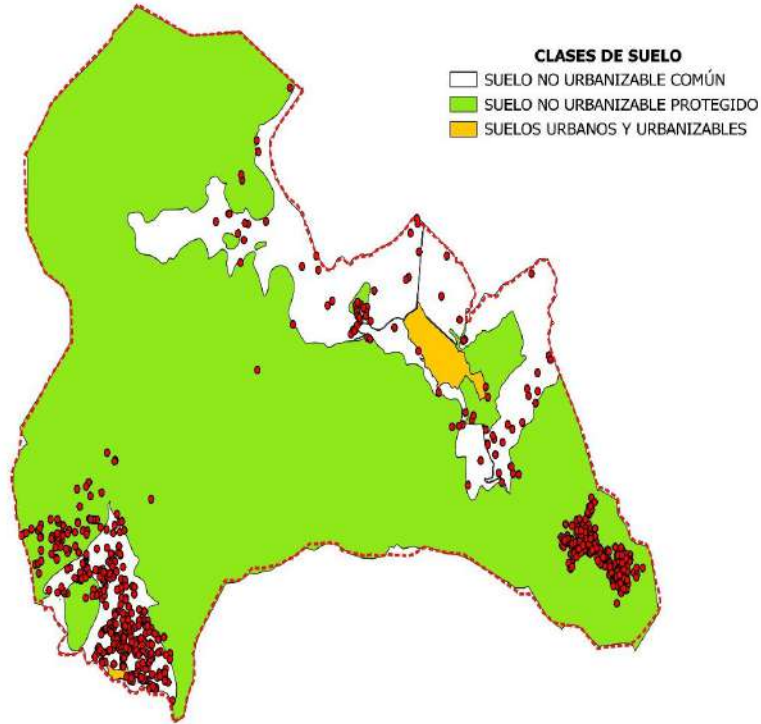 CLASES DE SUELO
SUELO NO URBANIZABLE COMÚN
SUELO NO URBANIZABLE PROTEGIDO
SUELOS URBANOS Y URBANIZABLES